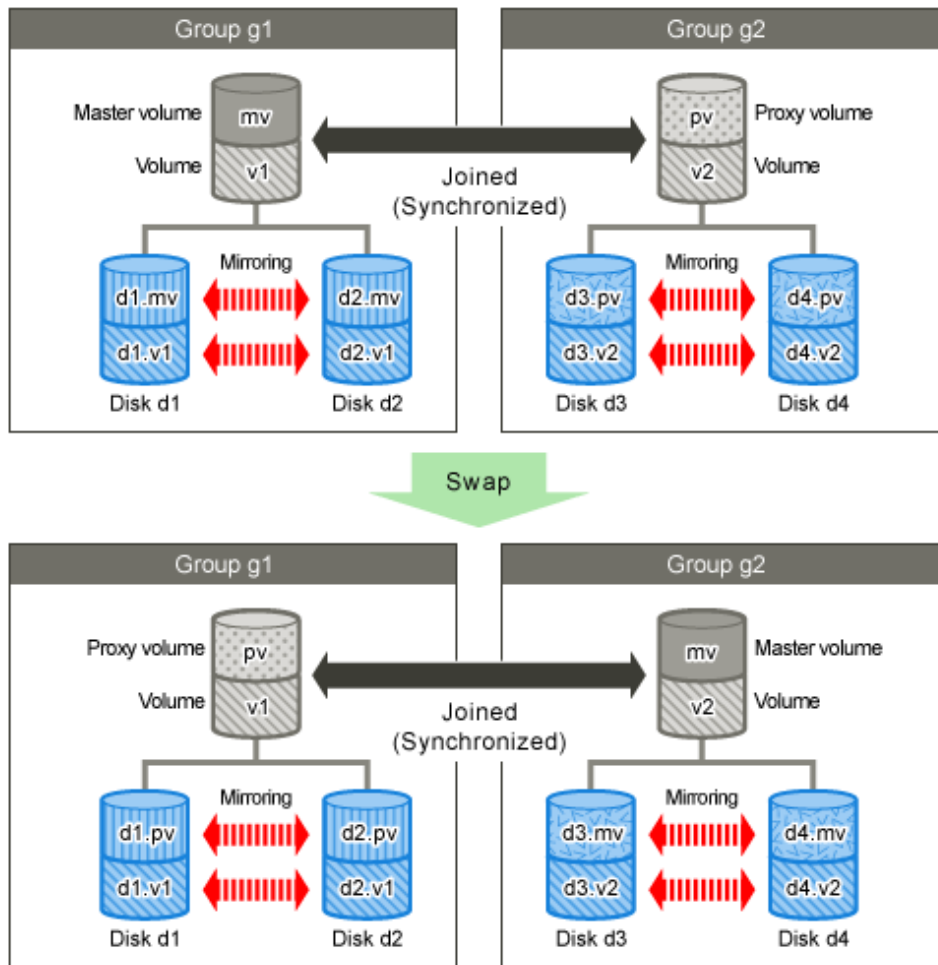 Group g1
Group g2
Master volume
mv
pv
Proxy volume
Volume
v1
Joined
(Synchronized)
v2
Volume
Mirroring
Mirroring
d1.mv
d2.mv
d3.pv
d4.pv
d1.v1
d2.v1
d3.v2
d4.v2
Disk d1
Disk d2
Disk d3
Disk d4
Swap
Group g1
Group g2
Proxy volume
pv
mv
Master volume
Volume
v1
Joined
(Synchronized)
v2
Volume
Mirroring
Mirroring
d1.pv
d2.pv
d3.mv
d4.mv
d1.v1
d2.v1
d3.v2
d4.v2
Disk d1
Disk d2
Disk d3
Disk d4